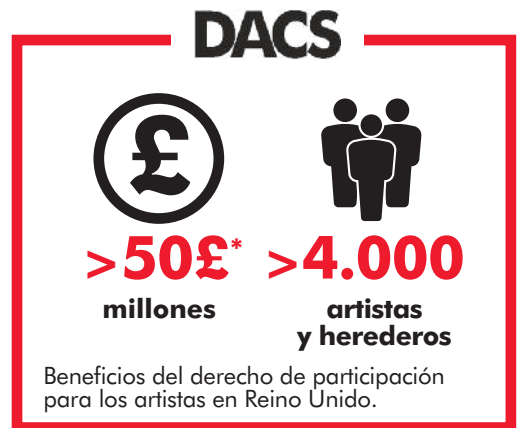 DACS
£
>50£* >4.000
millones artistas
y herederos
Beneficios del derecho de participación
para los artistas en Reino Unido.